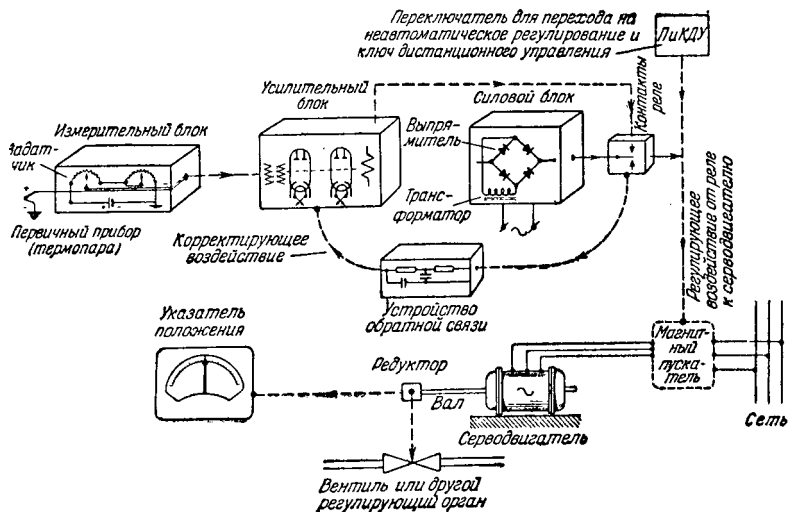 Переключатель для перехода на
неавтоматическое регулирование и
ключ дистанционного управления
ПиКДУ
Усилительный
блок
Силовой блок
Контакты
реле
Измерительный блок
Задат-
чик
Выпря-
митель
Транс-
форматор
Первичный прибор
(термопара)
Корректирующее
воздействие
Устройство
обратной связи
Регулирующее
воздействие от реле
к серводвигателю
Указатель
положения
Редуктор
Вал
Серводвигатель
Магнит-
ный
пуска-
тель
Сеть
Вентиль или другой
регулирующий орган